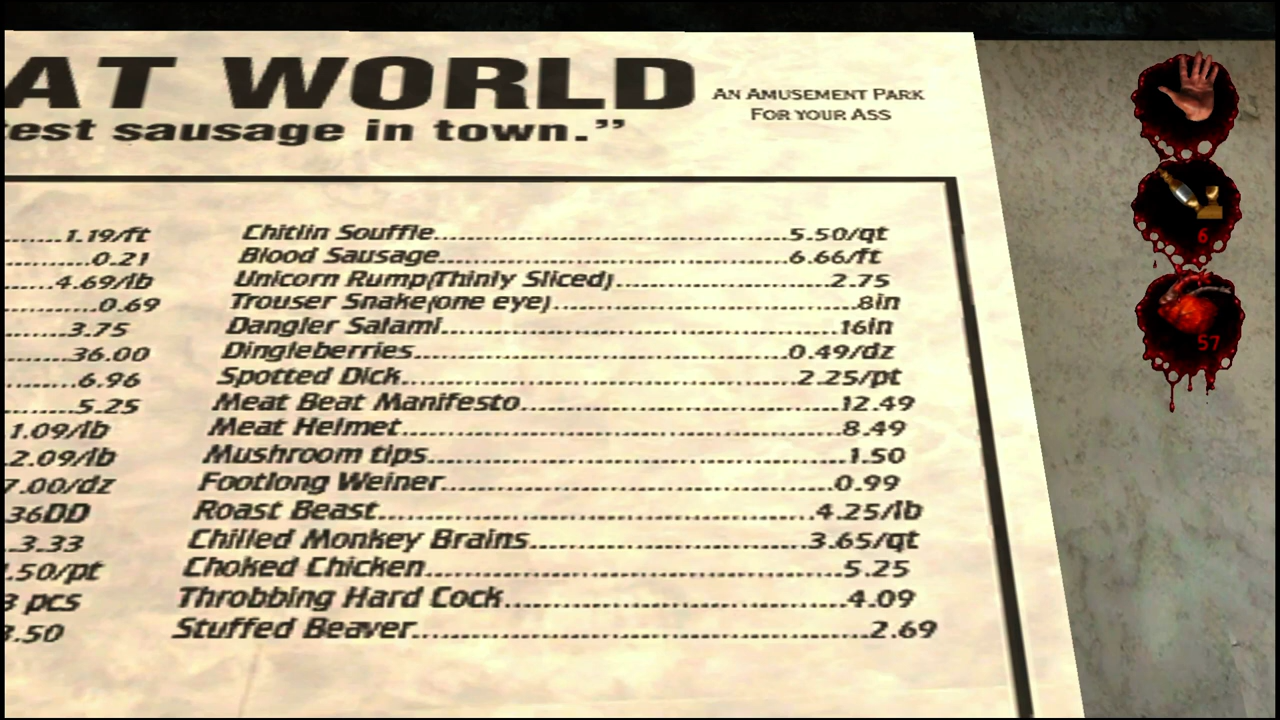 AT WORLD
AN AMUSEMENT PARK
FOR YOUR ASS
test sausage in town.”
.......1.19/ft Chitlin Souffle..........5.50/qt
.......0.21 Blood Sausage..........6.66/ft
.....4.69/lb Unicorn Rump(Thinly Sliced)..........2.75
.......0.69 Trouser Snake(one eye)..........8in
.......3.75 Dangler Salami..........16in
.......36.00 Dingleberries..........0.49/dz
.......6.96 Spotted Dick..........2.25/pt
.......5.25 Meat Beat Manifesto..........12.49
1.09/lb Meat Helmet..........8.49
2.09/lb Mushroom tips..........1.50
7.00/dz Footlong Weiner..........0.99
36DD Roast Beast..........4.25/lb
.3.33 Chilled Monkey Brains..........3.65/qt
.50/pt Choked Chicken..........5.25
pcs Throbbing Hard Cock..........4.09
.50 Stuffed Beaver..........2.69
6
57